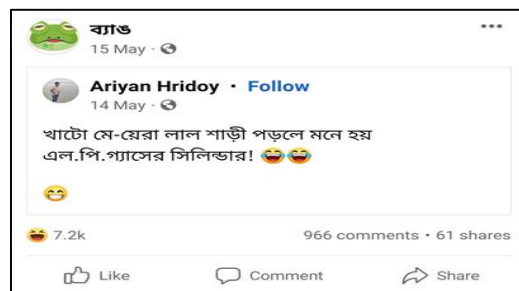 ব্যাঙ
15 May ·
Ariyan Hridoy · Follow
14 May ·
খাটো মে-য়েরা লাল শাড়ী পড়লে মনে হয়
এল.পি.গ্যাসের সিলিন্ডার! 😂😂
😁
😆 7.2k 966 comments • 61 shares
Like Comment Share